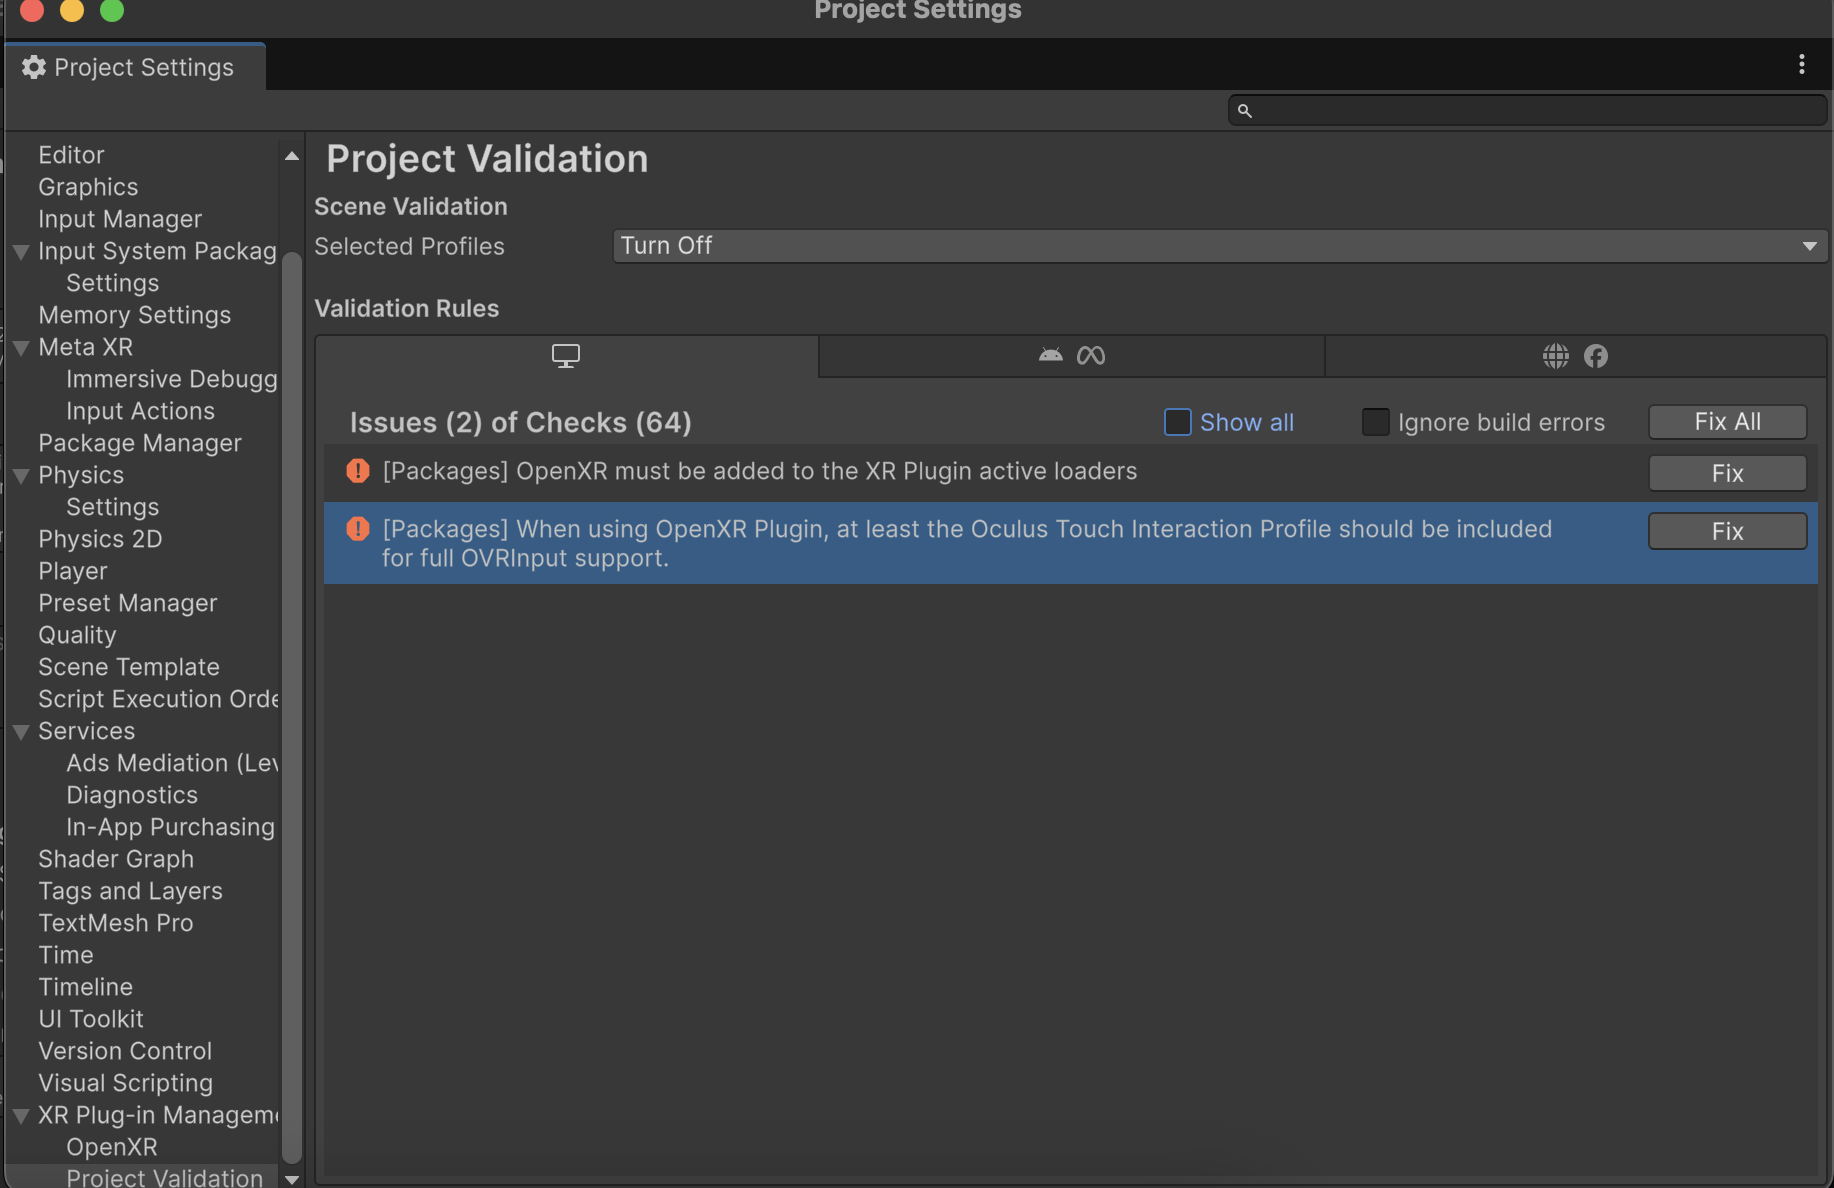 Project Settings
Project Settings
Editor
Graphics
Input Manager
Input System Packag
Settings
Memory Settings
Meta XR
Immersive Debugg
Input Actions
Package Manager
Physics
Settings
Physics 2D
Player
Preset Manager
Quality
Scene Template
Script Execution Orde
Services
Ads Mediation (Lev
Diagnostics
In-App Purchasing
Shader Graph
Tags and Layers
TextMesh Pro
Time
Timeline
UI Toolkit
Version Control
Visual Scripting
XR Plug-in Manageme
OpenXR
Project Validation
Project Validation
Scene Validation
Selected Profiles Turn Off
Validation Rules
Issues (2) of Checks (64) Show all Ignore build errors Fix All
[Packages] OpenXR must be added to the XR Plugin active loaders Fix
[Packages] When using OpenXR Plugin, at least the Oculus Touch Interaction Profile should be included Fix
for full OVRInput support.